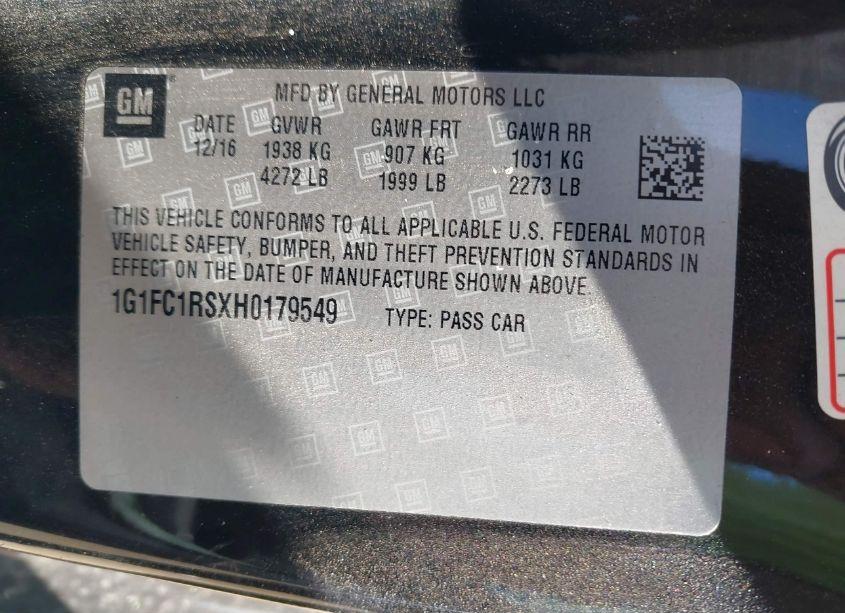 GM
MFD BY GENERAL MOTORS LLC
DATE GVWR GAWR FRT GAWR RR
12/16 1938 KG 907 KG 1031 KG
4272 LB 1999 LB 2273 LB
THIS VEHICLE CONFORMS TO ALL APPLICABLE U.S. FEDERAL MOTOR
VEHICLE SAFETY, BUMPER, AND THEFT PREVENTION STANDARDS IN
EFFECT ON THE DATE OF MANUFACTURE SHOWN ABOVE.
1G1FC1RSXH0179549 TYPE: PASS CAR